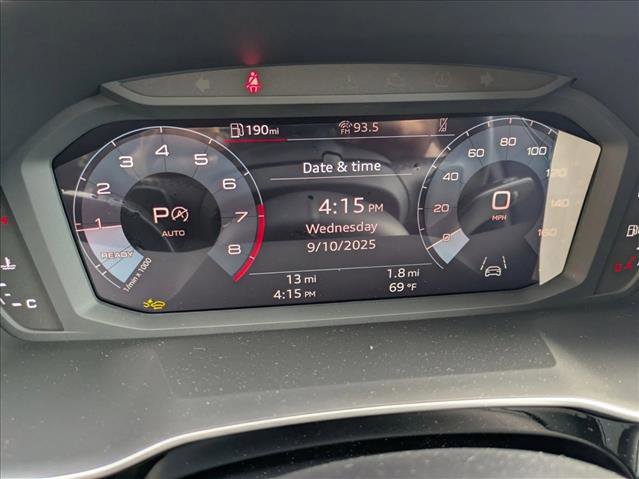 190mi
FM 93.5
Date & time
4:15 PM
Wednesday
9/10/2025
13 mi
1.8 mi
4:15 PM
69 °F
1
2
3
4
5
6
7
8
P A
AUTO
READY
1/min x 1000
0
20
40
60
80
100
120
140
160
0
MPH
C